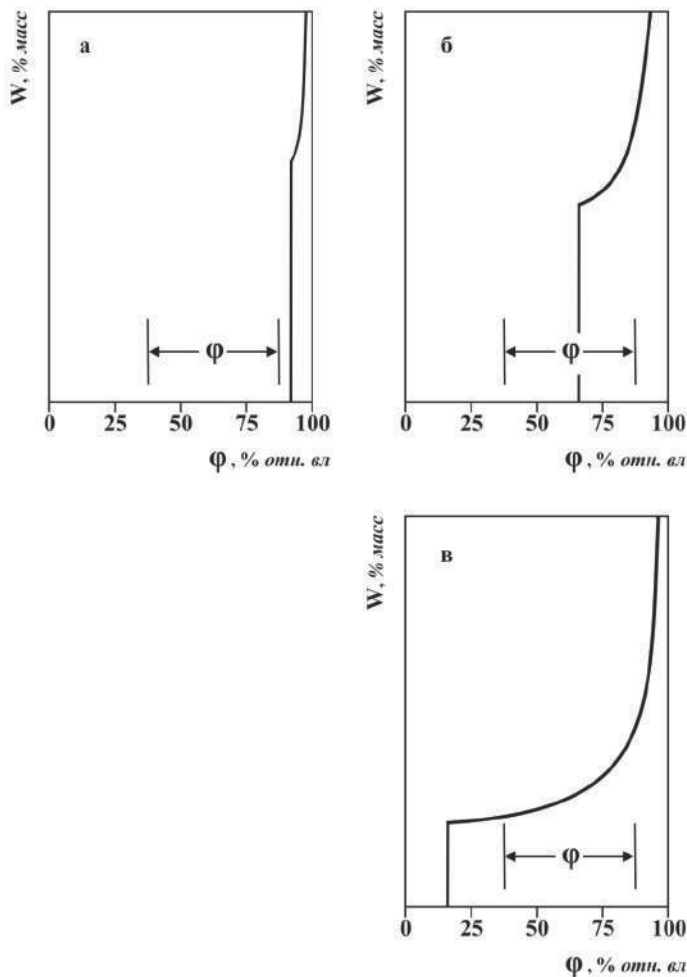 W, % масс
а
φ
0 25 50 75 100
φ, % отн. вл
W, % масс
б
φ
0 25 50 75 100
φ, % отн. вл
W, % масс
в
φ
0 25 50 75 100
φ, % отн. вл